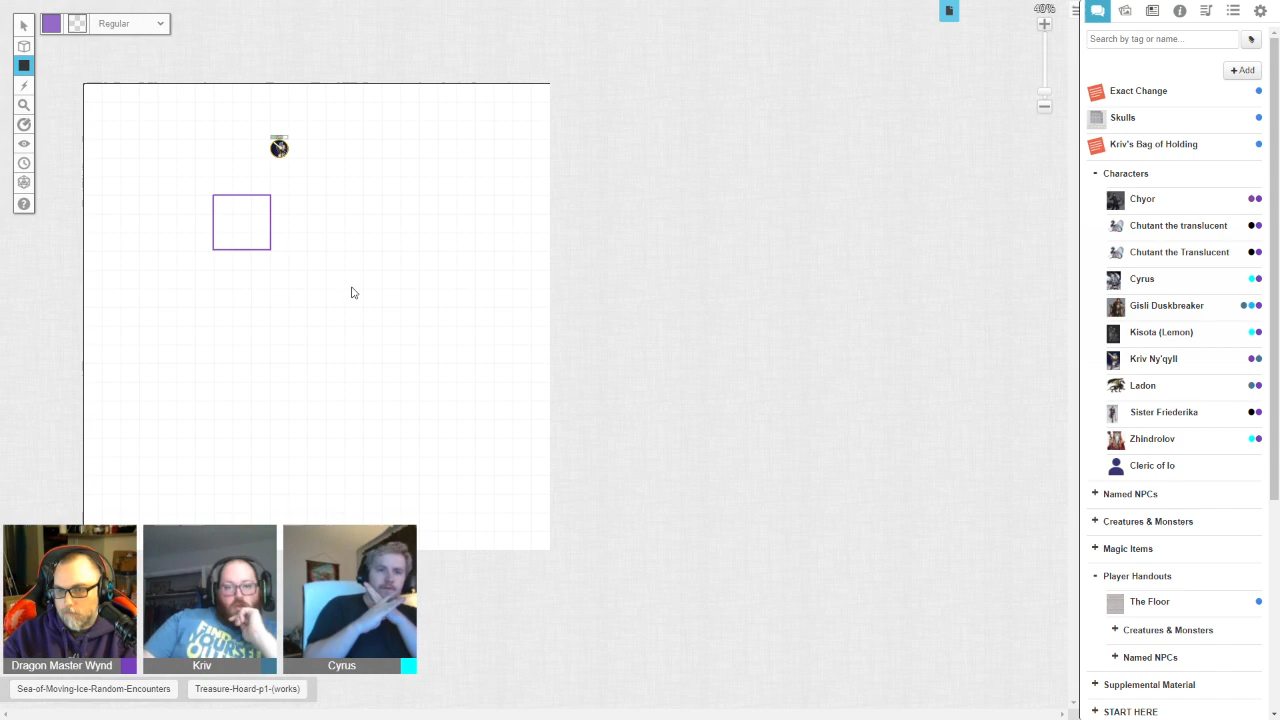 Regular
40%
Search by tag or name...
+ Add
Exact Change
Skulls
Kriv's Bag of Holding
Characters
Chyor
Chutant the translucent
Chutant the Translucent
Cyrus
Gisli Duskbreaker
Kisota (Lemon)
Kriv Ny'qyll
Ladon
Sister Friederika
Zhindrolov
Cleric of Io
Named NPCs
Creatures & Monsters
Magic Items
Player Handouts
The Floor
Creatures & Monsters
Named NPCs
Supplemental Material
START HERE
FIND
YOURSELF
Dragon Master Wynd
Kriv
Cyrus
Sea-of-Moving-Ice-Random-Encounters
Treasure-Hoard-p1-(works)